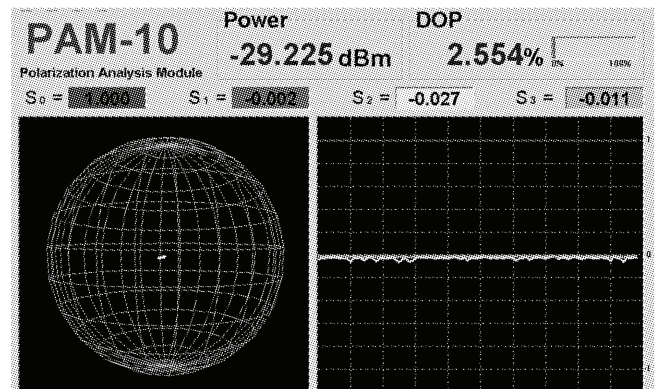 PAM-10
Polarization Analysis Module
Power
-29.225 dBm
DOP
2.554%
0% 100%
S0 = 1.000 S1 = -0.002 S2 = -0.027 S3 = -0.011
1
0
-1